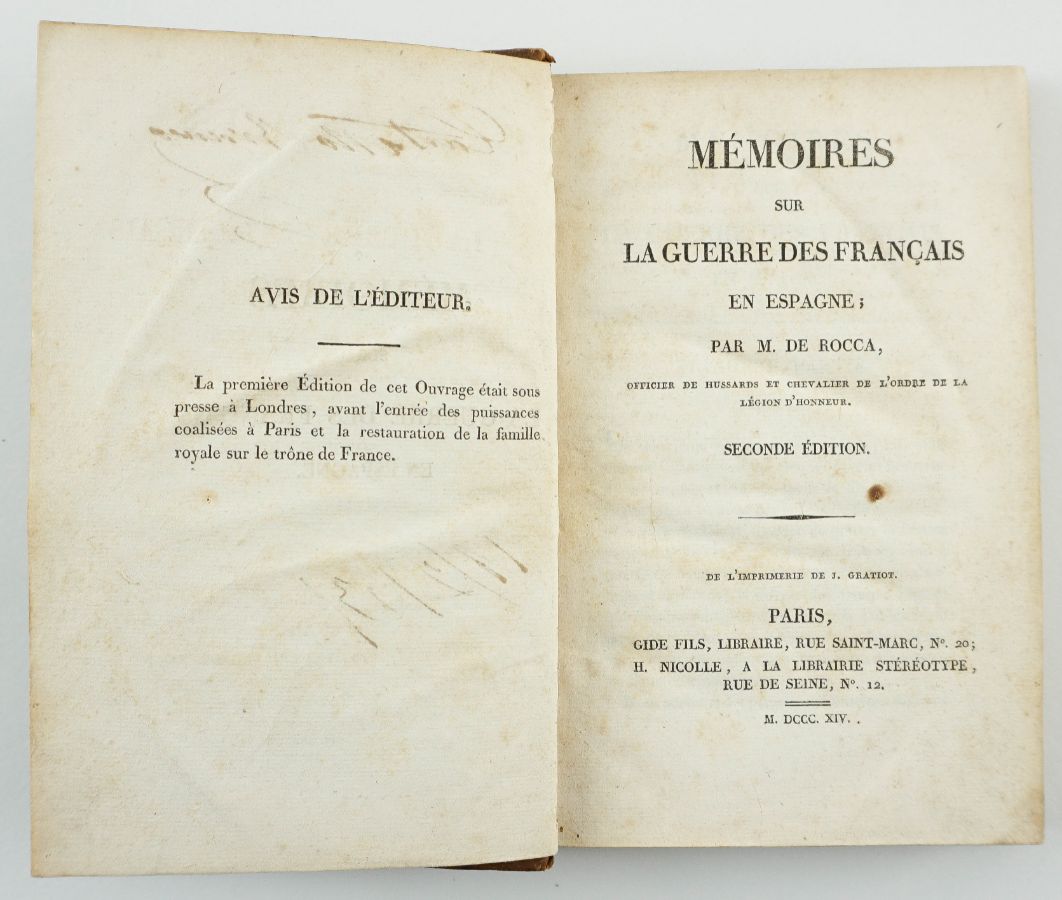 AVIS DE L'ÉDITEUR.
La première Édition de cet Ouvrage était sous
presse à Londres, avant l'entrée des puissances
coalisées à Paris et la restauration de la famille
royale sur le trône de France.
MÉMOIRES
SUR
LA GUERRE DES FRANÇAIS
EN ESPAGNE;
PAR M. DE ROCCA,
OFFICIER DE HUSSARDS ET CHEVALIER DE L'ORDRE DE LA
LÉGION D'HONNEUR.
SECONDE ÉDITION.
DE L'IMPRIMERIE DE J. GRATIOT.
PARIS,
GIDE FILS, LIBRAIRE, RUE SAINT-MARC, N°. 20;
H. NICOLLE, A LA LIBRAIRIE STÉRÉOTYPE,
RUE DE SEINE, N°. 12.
M. DCCC. XIV.